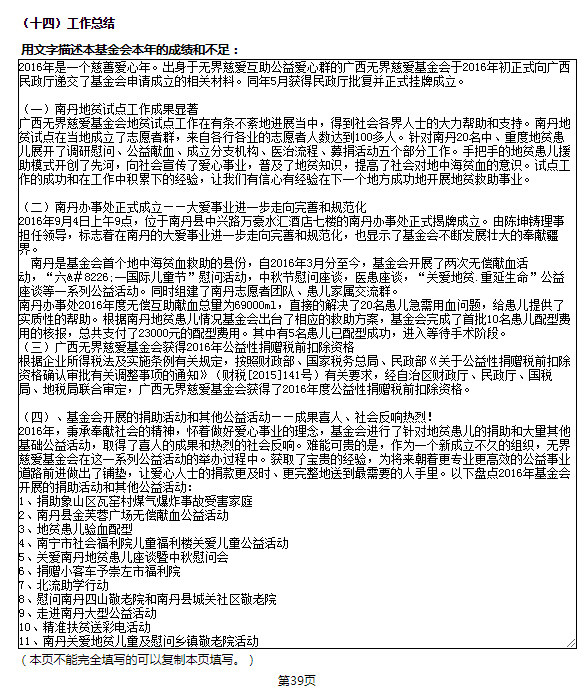 （十四）工作总结
用文字描述本基金会本年的成绩和不足：
2016年是一个慈善爱心年。出身于无界慈爱互助公益爱心群的广西无界慈爱基金会于2016年初正式向广西
民政厅递交了基金会申请成立的相关材料。同年5月获得民政厅批复并正式挂牌成立。
（一）南丹地贫试点工作成果显著
广西无界慈爱基金会地贫试点工作在有条不紊地进展当中，得到社会各界人士的大力帮助和支持。南丹地
贫试点在当地成立了志愿者群，来自各行各业的志愿者人数达到100多人。针对南丹20名中、重度地贫患
儿展开了调研慰问、公益献血、成立分支机构、医治流程、募捐活动五个部分工作。手把手的地贫患儿援
助模式开创了先河，向社会宣传了爱心事业，普及了地贫知识，提高了社会对地中海贫血的意识。试点工
作的成功和在工作中积累下的经验，让我们有信心有经验在下一个地方成功地开展地贫救助事业。
（二）南丹办事处正式成立——大爱事业进一步走向完善和规范化
2016年9月4日上午9点，位于南丹县中兴路万豪水汇酒店七楼的南丹办事处正式揭牌成立。由陈坤铸理事
担任领导，标志着在南丹的大爱事业进一步走向完善和规范化，也显示了基金会不断发展壮大的奉献疆
界。
南丹是基金会首个地中海贫血救助的县份，自2016年3月分至今，基金会开展了两次无偿献血活
动，“六&#8226;一国际儿童节”慰问活动，中秋节慰问座谈，医患座谈，“关爱地贫.重延生命”公益
座谈等一系列公益活动。同时组建了南丹志愿者团队、患儿家属交流群。
南丹办事处2016年度无偿互助献血总量为69000ml，直接的解决了20名患儿急需用血问题，给患儿提供了
实质性的帮助。根据南丹地贫患儿情况基金会出台了相应的救助方案，基金会完成了首批10名患儿配型费
用的核报，总共支付了23000元的配型费用。其中有5名患儿已配型成功，进入等待手术阶段。
（三）广西无界慈爱基金会获得2016年公益性捐赠税前扣除资格
根据企业所得税法及实施条例有关规定，按照财政部、国家税务总局、民政部《关于公益性捐赠税前扣除
资格确认审批有关调整事项的通知》（财税[2015]141号）有关要求，经自治区财政厅、民政厅、国税
局、地税局联合审定，广西无界慈爱基金会获得了2016年度公益性捐赠税前扣除资格。
（四）、基金会开展的捐助活动和其他公益活动——成果喜人、社会反响热烈！
2016年，秉承奉献社会的精神，怀着做好爱心事业的理念，基金会进行了针对地贫患儿的捐助和大量其他
基础公益活动，取得了喜人的成果和热烈的社会反响。难能可贵的是，作为一个新成立不久的组织，无界
慈爱基金会在这一系列公益活动的举办过程中。获取了宝贵的经验，为将来朝着更专业更高效的公益事业
道路前进做出了铺垫，让爱心人士的捐款更及时、更完整地送到最需要的人手里。以下盘点2016年基金会
开展的捐助活动和其他公益活动：
1、捐助象山区瓦窑村煤气爆炸事故受害家庭
2、南丹县金芙蓉广场无偿献血公益活动
3、地贫患儿验血配型
4、南宁市社会福利院儿童福利楼关爱儿童公益活动
5、关爱南丹地贫患儿座谈暨中秋慰问会
6、捐赠小客车予崇左市福利院
7、北流助学行动
8、慰问南丹四山敬老院和南丹县城关社区敬老院
9、走进南丹大型公益活动
10、精准扶贫送彩电活动
11、南丹关爱地贫儿童及慰问乡镇敬老院活动
（本页不能完全填写的可以复制本页填写。）
第39页